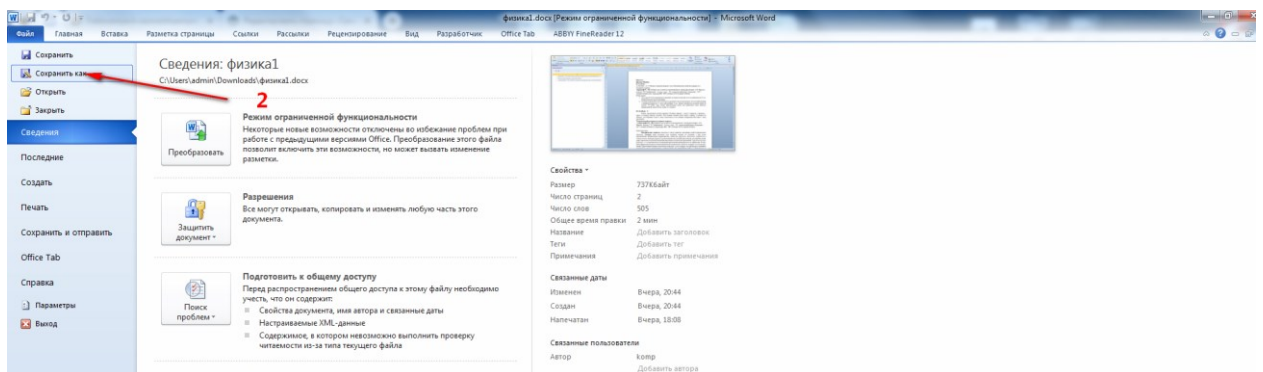 физика1.docx [Режим ограниченной функциональности] - Microsoft Word
Файл Главная Вставка Разметка страницы Ссылки Рассылки Рецензирование Вид Разработчик Office Tab ABBYY FineReader 12
Сохранить
Сохранить как
Открыть
Закрыть
Сведения
Последние
Создать
Печать
Сохранить и отправить
Office Tab
Справка
Параметры
Выход
2
Сведения: физика1
C:\Users\admin\Downloads\физика1.docx
Преобразовать
Режим ограниченной функциональности
Некоторые новые возможности отключены во избежание проблем при
работе с предыдущими версиями Office. Преобразование этого файла
позволит включить эти возможности, но может вызвать изменение
разметки.
Защитить
документ
Разрешения
Все могут открывать, копировать и изменять любую часть этого
документа.
Поиск
проблем
Подготовить к общему доступу
Перед распространением общего доступа к этому файлу необходимо
учесть, что он содержит:
Свойства документа, имя автора и связанные даты
Настраиваемые XML-данные
Содержимое, в котором невозможно выполнить проверку
читаемости из-за типа текущего файла
Свойства
Размер 737Кбайт
Число страниц 2
Число слов 505
Общее время правки 2 мин
Название Добавить заголовок
Теги Добавить тег
Примечания Добавить примечания
Связанные даты
Изменен Вчера, 20:44
Создан Вчера, 20:44
Напечатан Вчера, 18:08
Связанные пользователи
Автор komp
Добавить автора